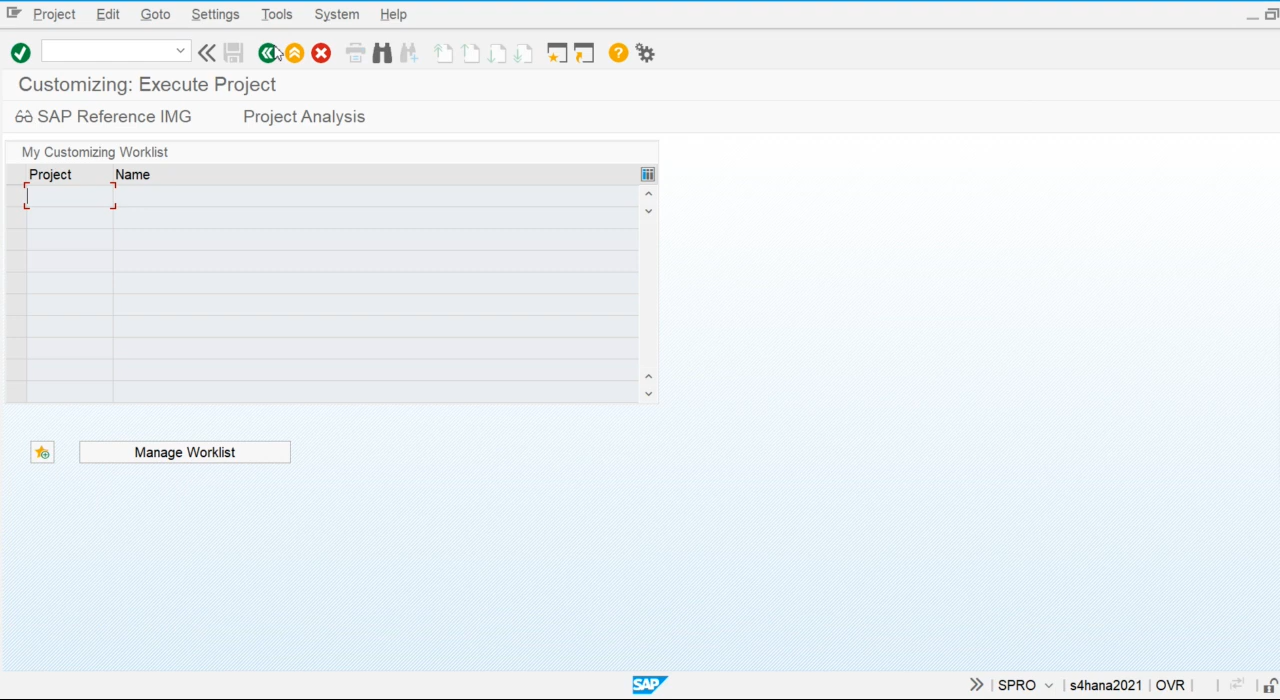 Project Edit Goto Settings Tools System Help
Customizing: Execute Project
SAP Reference IMG Project Analysis
My Customizing Worklist
Project Name
Manage Worklist
SAP SPRO s4hana2021 OVR